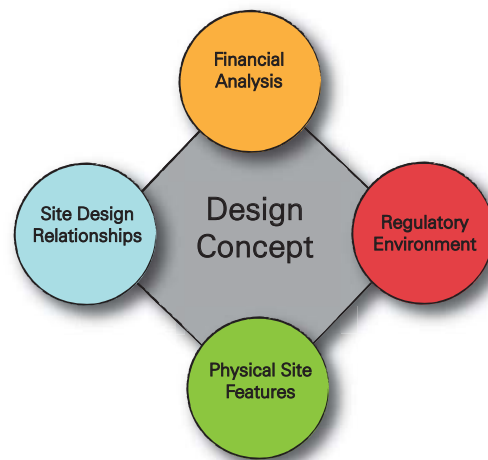 Financial
Analysis
Site Design
Relationships
Design
Concept
Regulatory
Environment
Physical Site
Features